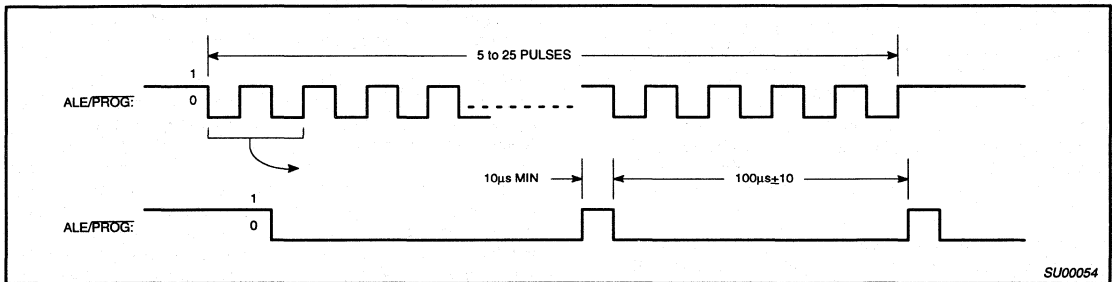 5 to 25 PULSES
1
ALE/PROG:
0
10µs MIN
100µs±10
1
ALE/PROG:
0
SU00054